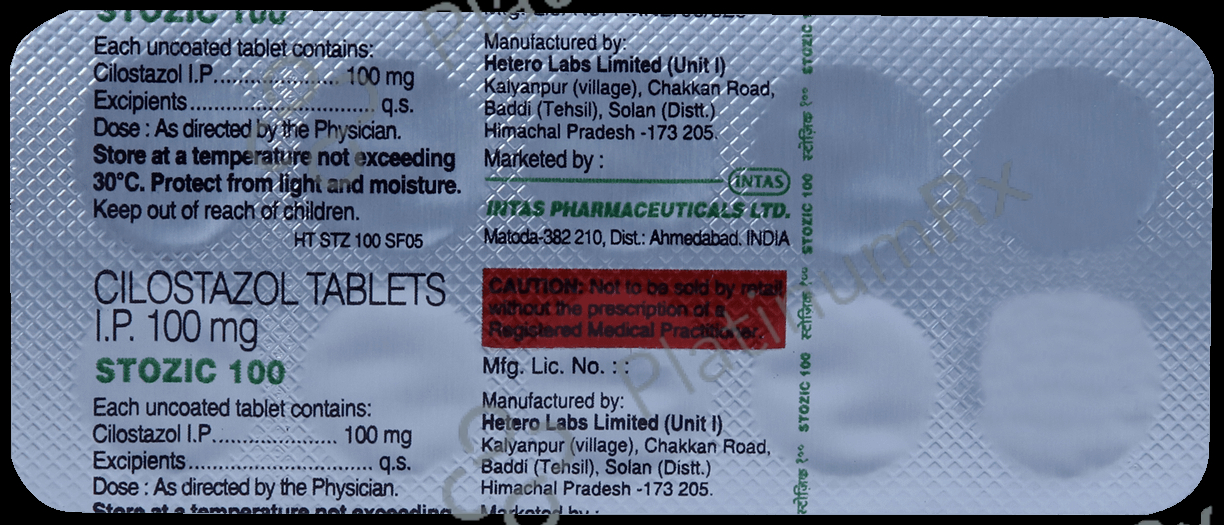 STOZIC 100
Each uncoated tablet contains:
Cilostazol I.P.................... 100 mg
Excipients............................. q.s.
Dose : As directed by the Physician.
Store at a temperature not exceeding
30°C. Protect from light and moisture.
Keep out of reach of children.
HT STZ 100 SF05
CILOSTAZOL TABLETS
I.P. 100 mg
STOZIC 100
Each uncoated tablet contains:
Cilostazol I.P.................... 100 mg
Excipients............................. q.s.
Dose : As directed by the Physician.
Store at a temperature not exceeding
Mfg. Lic. No.
Manufactured by:
Hetero Labs Limited (Unit I)
Kalyanpur (village), Chakkan Road,
Baddi (Tehsil), Solan (Distt.)
Himachal Pradesh -173 205.
Marketed by :
INTAS
INTAS PHARMACEUTICALS LTD.
Matoda-382 210, Dist.: Ahmedabad. INDIA
CAUTION: Not to be sold by retail
without the prescription of a
Registered Medical Practitioner.
Mfg. Lic. No. : :
Manufactured by:
Hetero Labs Limited (Unit I)
Kalyanpur (village), Chakkan Road,
Baddi (Tehsil), Solan (Distt.)
Himachal Pradesh -173 205.
Marketed by :
स्टोज़िक १०० STOZIC 100 स्टोज़िक १०० STOZIC 100 स्टोज़िक १०० STOZIC
PlatinumRx